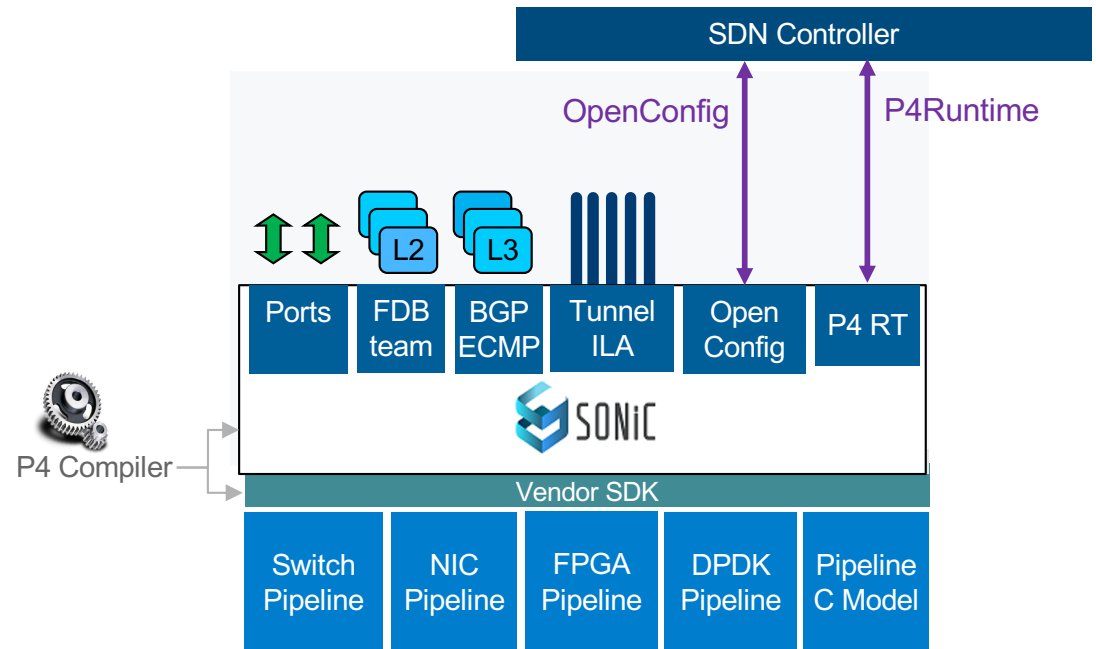 SDN Controller
OpenConfig
P4Runtime
L2
L3
Ports
FDB
team
BGP
ECMP
Tunnel
ILA
Open
Config
P4 RT
SONiC
P4 Compiler
Vendor SDK
Switch
Pipeline
NIC
Pipeline
FPGA
Pipeline
DPDK
Pipeline
Pipeline
C Model